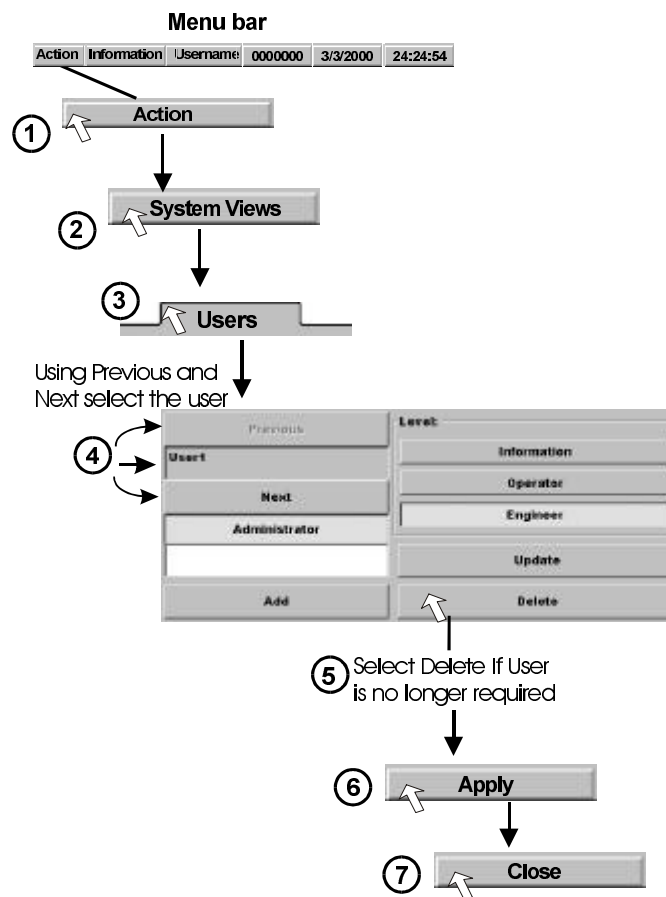 Menu bar
Action Information Username 0000000 3/3/2000 24:24:54
1 Action
2 System Views
3 Users
Using Previous and
Next select the user
Previous
4
User1
Next
Administrator
Add
Level:
Information
Operator
Engineer
Update
Delete
5 Select Delete If User
is no longer required
6 Apply
7 Close